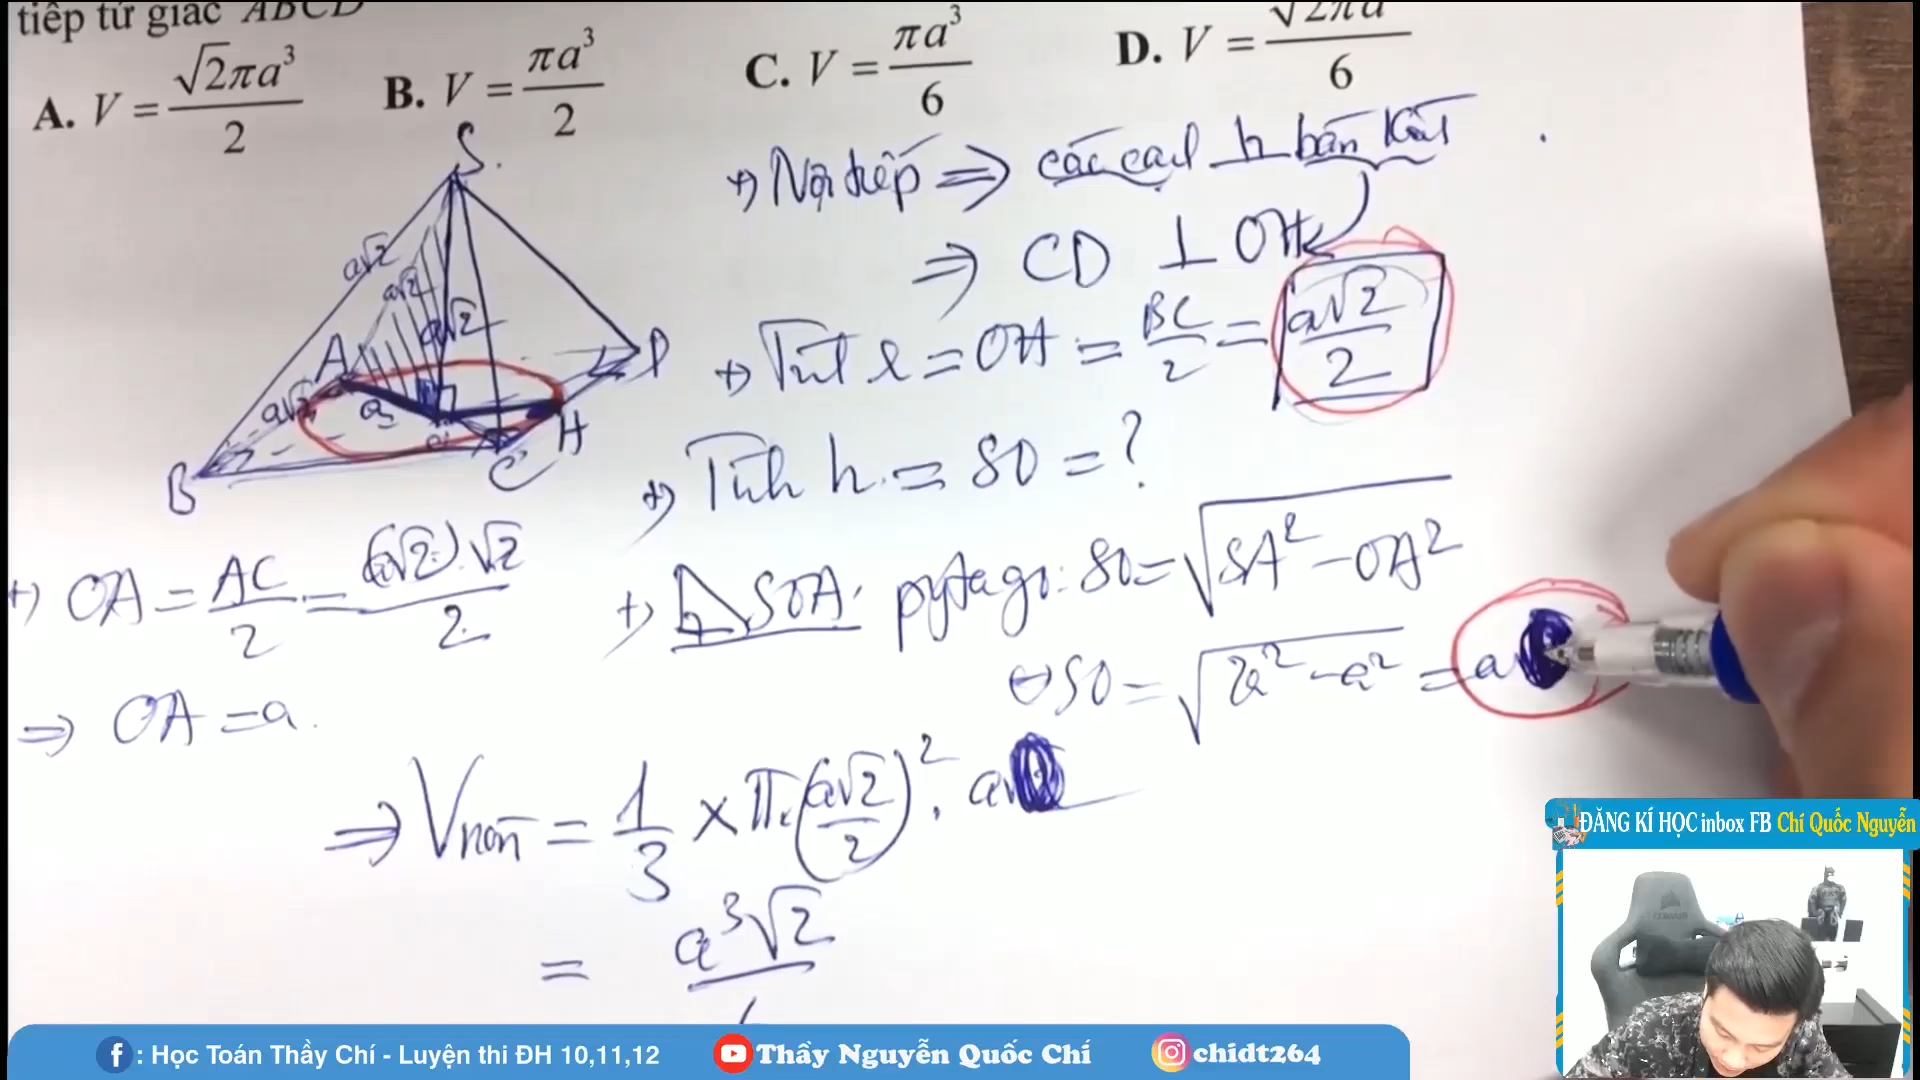 tiếp tứ giác ABCD
A. V = √2πa³/2
B. V = πa³/2
C. V = πa³/6
D. V = √2πa/6
S.
a√2
a√2
a√2
A
D
a√2
a
H
B
C
+) Nội tiếp ⇒ các cạnh ⊥ bán kính
⇒ CD ⊥ OH
+) Tính r = OH = BC/2 = a√2/2
+) Tính h = SO = ?
+) OA = AC/2 = (a√2).√2/2
+) △SOA: pytago: SO = √SA² − OA²
⇔ SO = √2a² − a² = a
⇒ OA = a.
⇒ Vnón = 1/3 × π.(a√2/2)². a
= a³√2
ĐĂNG KÍ HỌC inbox FB Chí Quốc Nguyễn
: Học Toán Thầy Chí - Luyện thi ĐH 10,11,12
Thầy Nguyễn Quốc Chí
chidt264